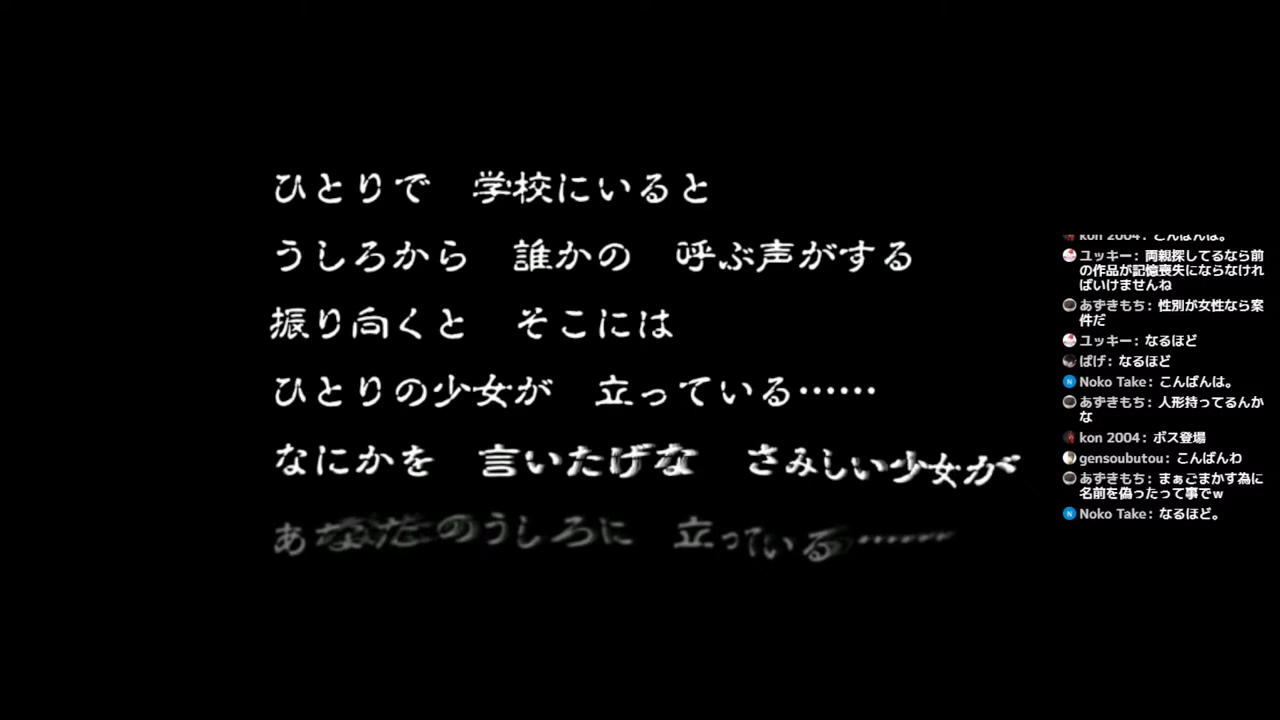 ひとりで　学校にいると
うしろから　誰かの　呼ぶ声がする
振り向くと　そこには
ひとりの少女が　立っている……
なにかを　言いたげな　さみしい少女が
あなたのうしろに　立っている……
kon 2004: こんばんは。
ユッキー: 両親探してるなら前
の作品が記憶喪失にならなけれ
ばいけませんね
あずきもち: 性別が女性なら案
件だ
ユッキー: なるほど
ぱげ: なるほど
Noko Take: こんばんは。
あずきもち: 人形持ってるんか
な
kon 2004: ボス登場
gensoubutou: こんばんわ
あずきもち: まぁごまかす為に
名前を偽ったって事でw
Noko Take: なるほど。